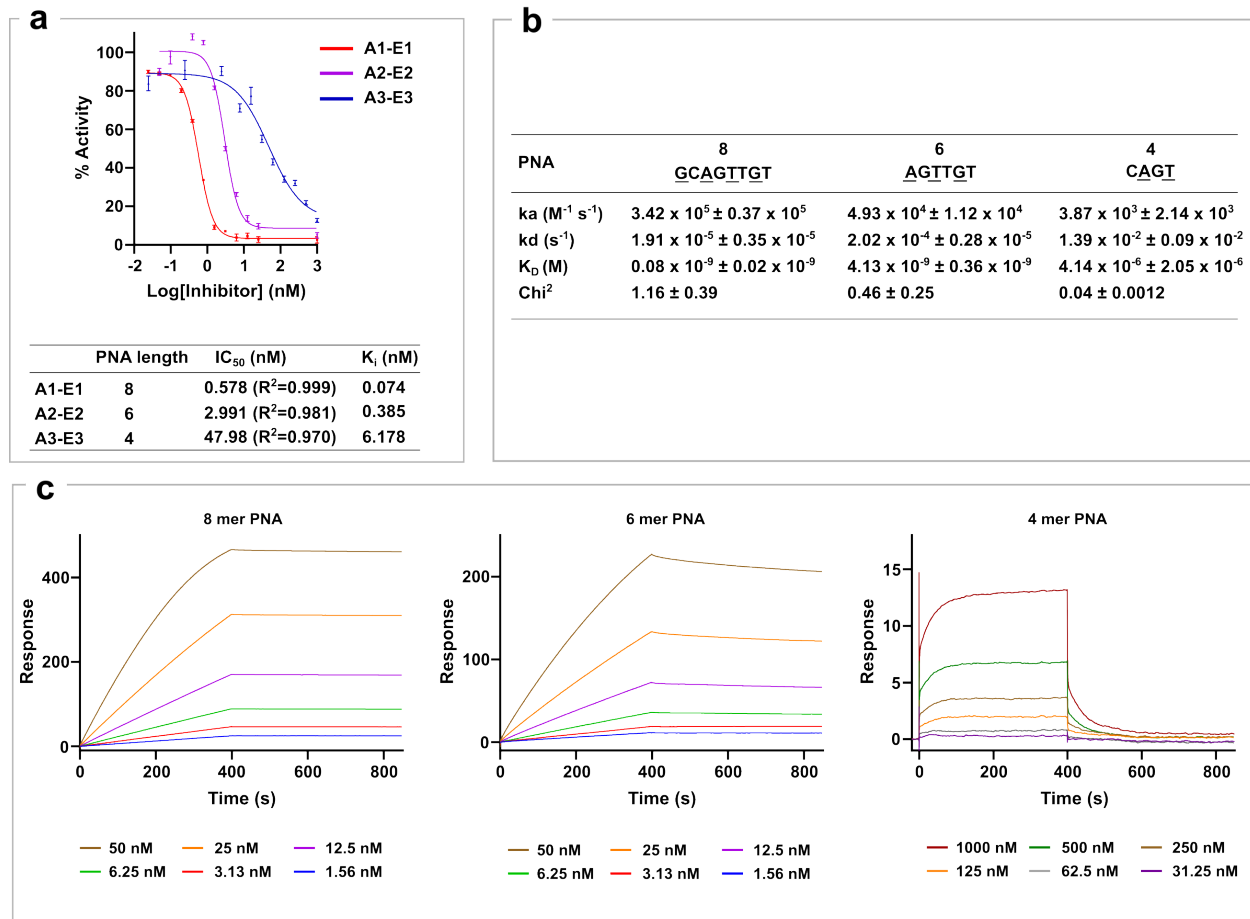 a
A1-E1
A2-E2
A3-E3
% Activity
100
80
60
40
20
0
-2 -1 0 1 2 3
Log[Inhibitor] (nM)
PNA length IC₅₀ (nM) Kᵢ (nM)
A1-E1 8 0.578 (R²=0.999) 0.074
A2-E2 6 2.991 (R²=0.981) 0.385
A3-E3 4 47.98 (R²=0.970) 6.178
b
PNA 8 6 4
GCAGTTGT AGTTGT CAGT
ka (M⁻¹ s⁻¹) 3.42 x 10⁵ ± 0.37 x 10⁵ 4.93 x 10⁴ ± 1.12 x 10⁴ 3.87 x 10³ ± 2.14 x 10³
kd (s⁻¹) 1.91 x 10⁻⁵ ± 0.35 x 10⁻⁵ 2.02 x 10⁻⁴ ± 0.28 x 10⁻⁵ 1.39 x 10⁻² ± 0.09 x 10⁻²
K_D (M) 0.08 x 10⁻⁹ ± 0.02 x 10⁻⁹ 4.13 x 10⁻⁹ ± 0.36 x 10⁻⁹ 4.14 x 10⁻⁶ ± 2.05 x 10⁻⁶
Chi² 1.16 ± 0.39 0.46 ± 0.25 0.04 ± 0.0012
c
8 mer PNA
Response
400
200
0
0 200 400 600 800
Time (s)
50 nM 25 nM 12.5 nM
6.25 nM 3.13 nM 1.56 nM
6 mer PNA
Response
200
100
0
0 200 400 600 800
Time (s)
50 nM 25 nM 12.5 nM
6.25 nM 3.13 nM 1.56 nM
4 mer PNA
Response
15
10
5
0
0 200 400 600 800
Time (s)
1000 nM 500 nM 250 nM
125 nM 62.5 nM 31.25 nM